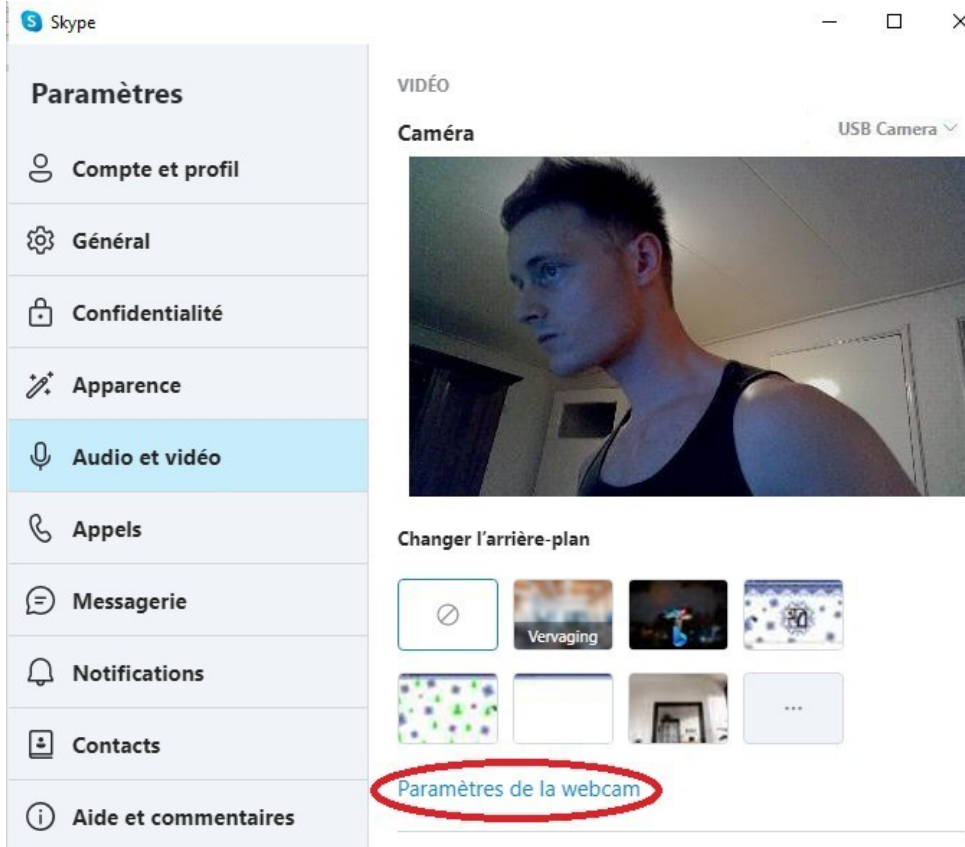 Skype
Paramètres
Compte et profil
Général
Confidentialité
Apparence
Audio et vidéo
Appels
Messagerie
Notifications
Contacts
Aide et commentaires
VIDÉO
Caméra
USB Camera
Changer l’arrière-plan
Vervaging
Paramètres de la webcam